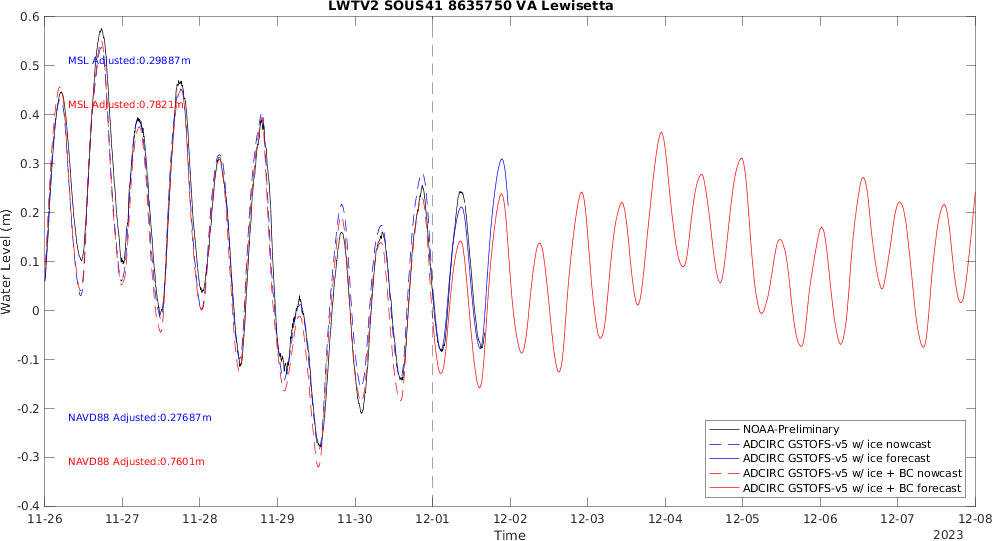 LWTV2 SOUS41 8635750 VA Lewisetta
Water Level (m)
0.6
0.5
0.4
0.3
0.2
0.1
0
-0.1
-0.2
-0.3
-0.4
MSL Adjusted:0.29887m
MSL Adjusted:0.7821m
NAVD88 Adjusted:0.27687m
NAVD88 Adjusted:0.7601m
NOAA-Preliminary
ADCIRC GSTOFS-v5 w/ ice nowcast
ADCIRC GSTOFS-v5 w/ ice forecast
ADCIRC GSTOFS-v5 w/ ice + BC nowcast
ADCIRC GSTOFS-v5 w/ ice + BC forecast
11-26 11-27 11-28 11-29 11-30 12-01 12-02 12-03 12-04 12-05 12-06 12-07 12-08
Time
2023